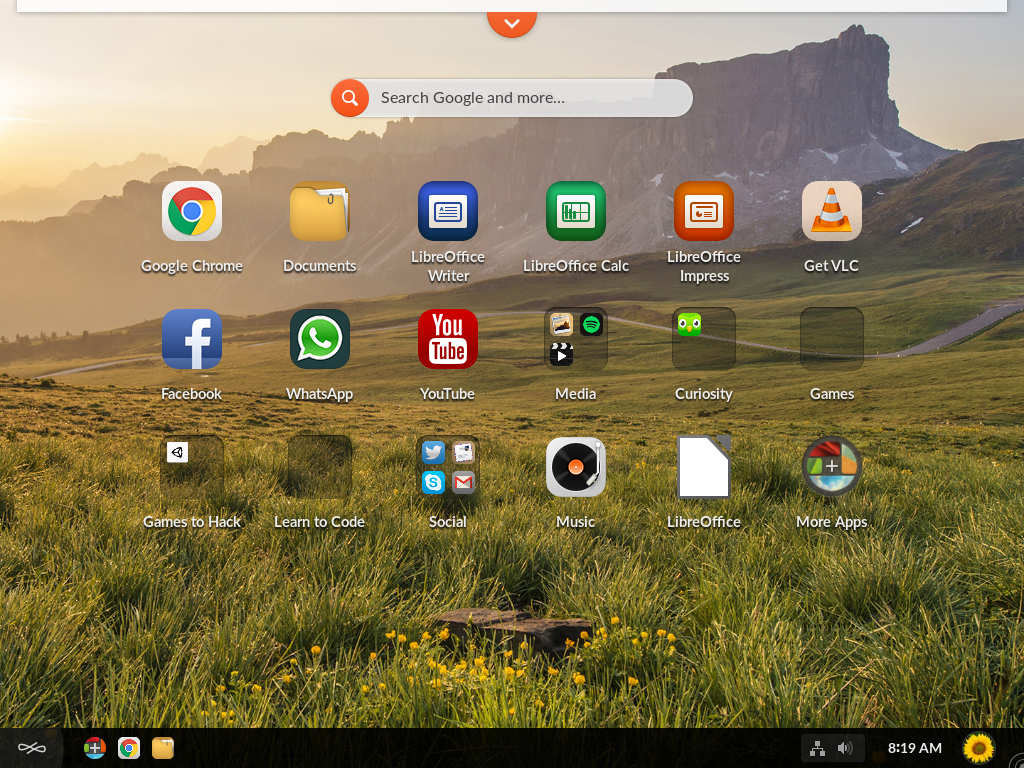 Search Google and more...
Google Chrome
Documents
LibreOffice
Writer
LibreOffice Calc
LibreOffice
Impress
Get VLC
You
Tube
Facebook
WhatsApp
YouTube
Media
Curiosity
Games
Games to Hack
Learn to Code
Social
Music
LibreOffice
More Apps
8:19 AM